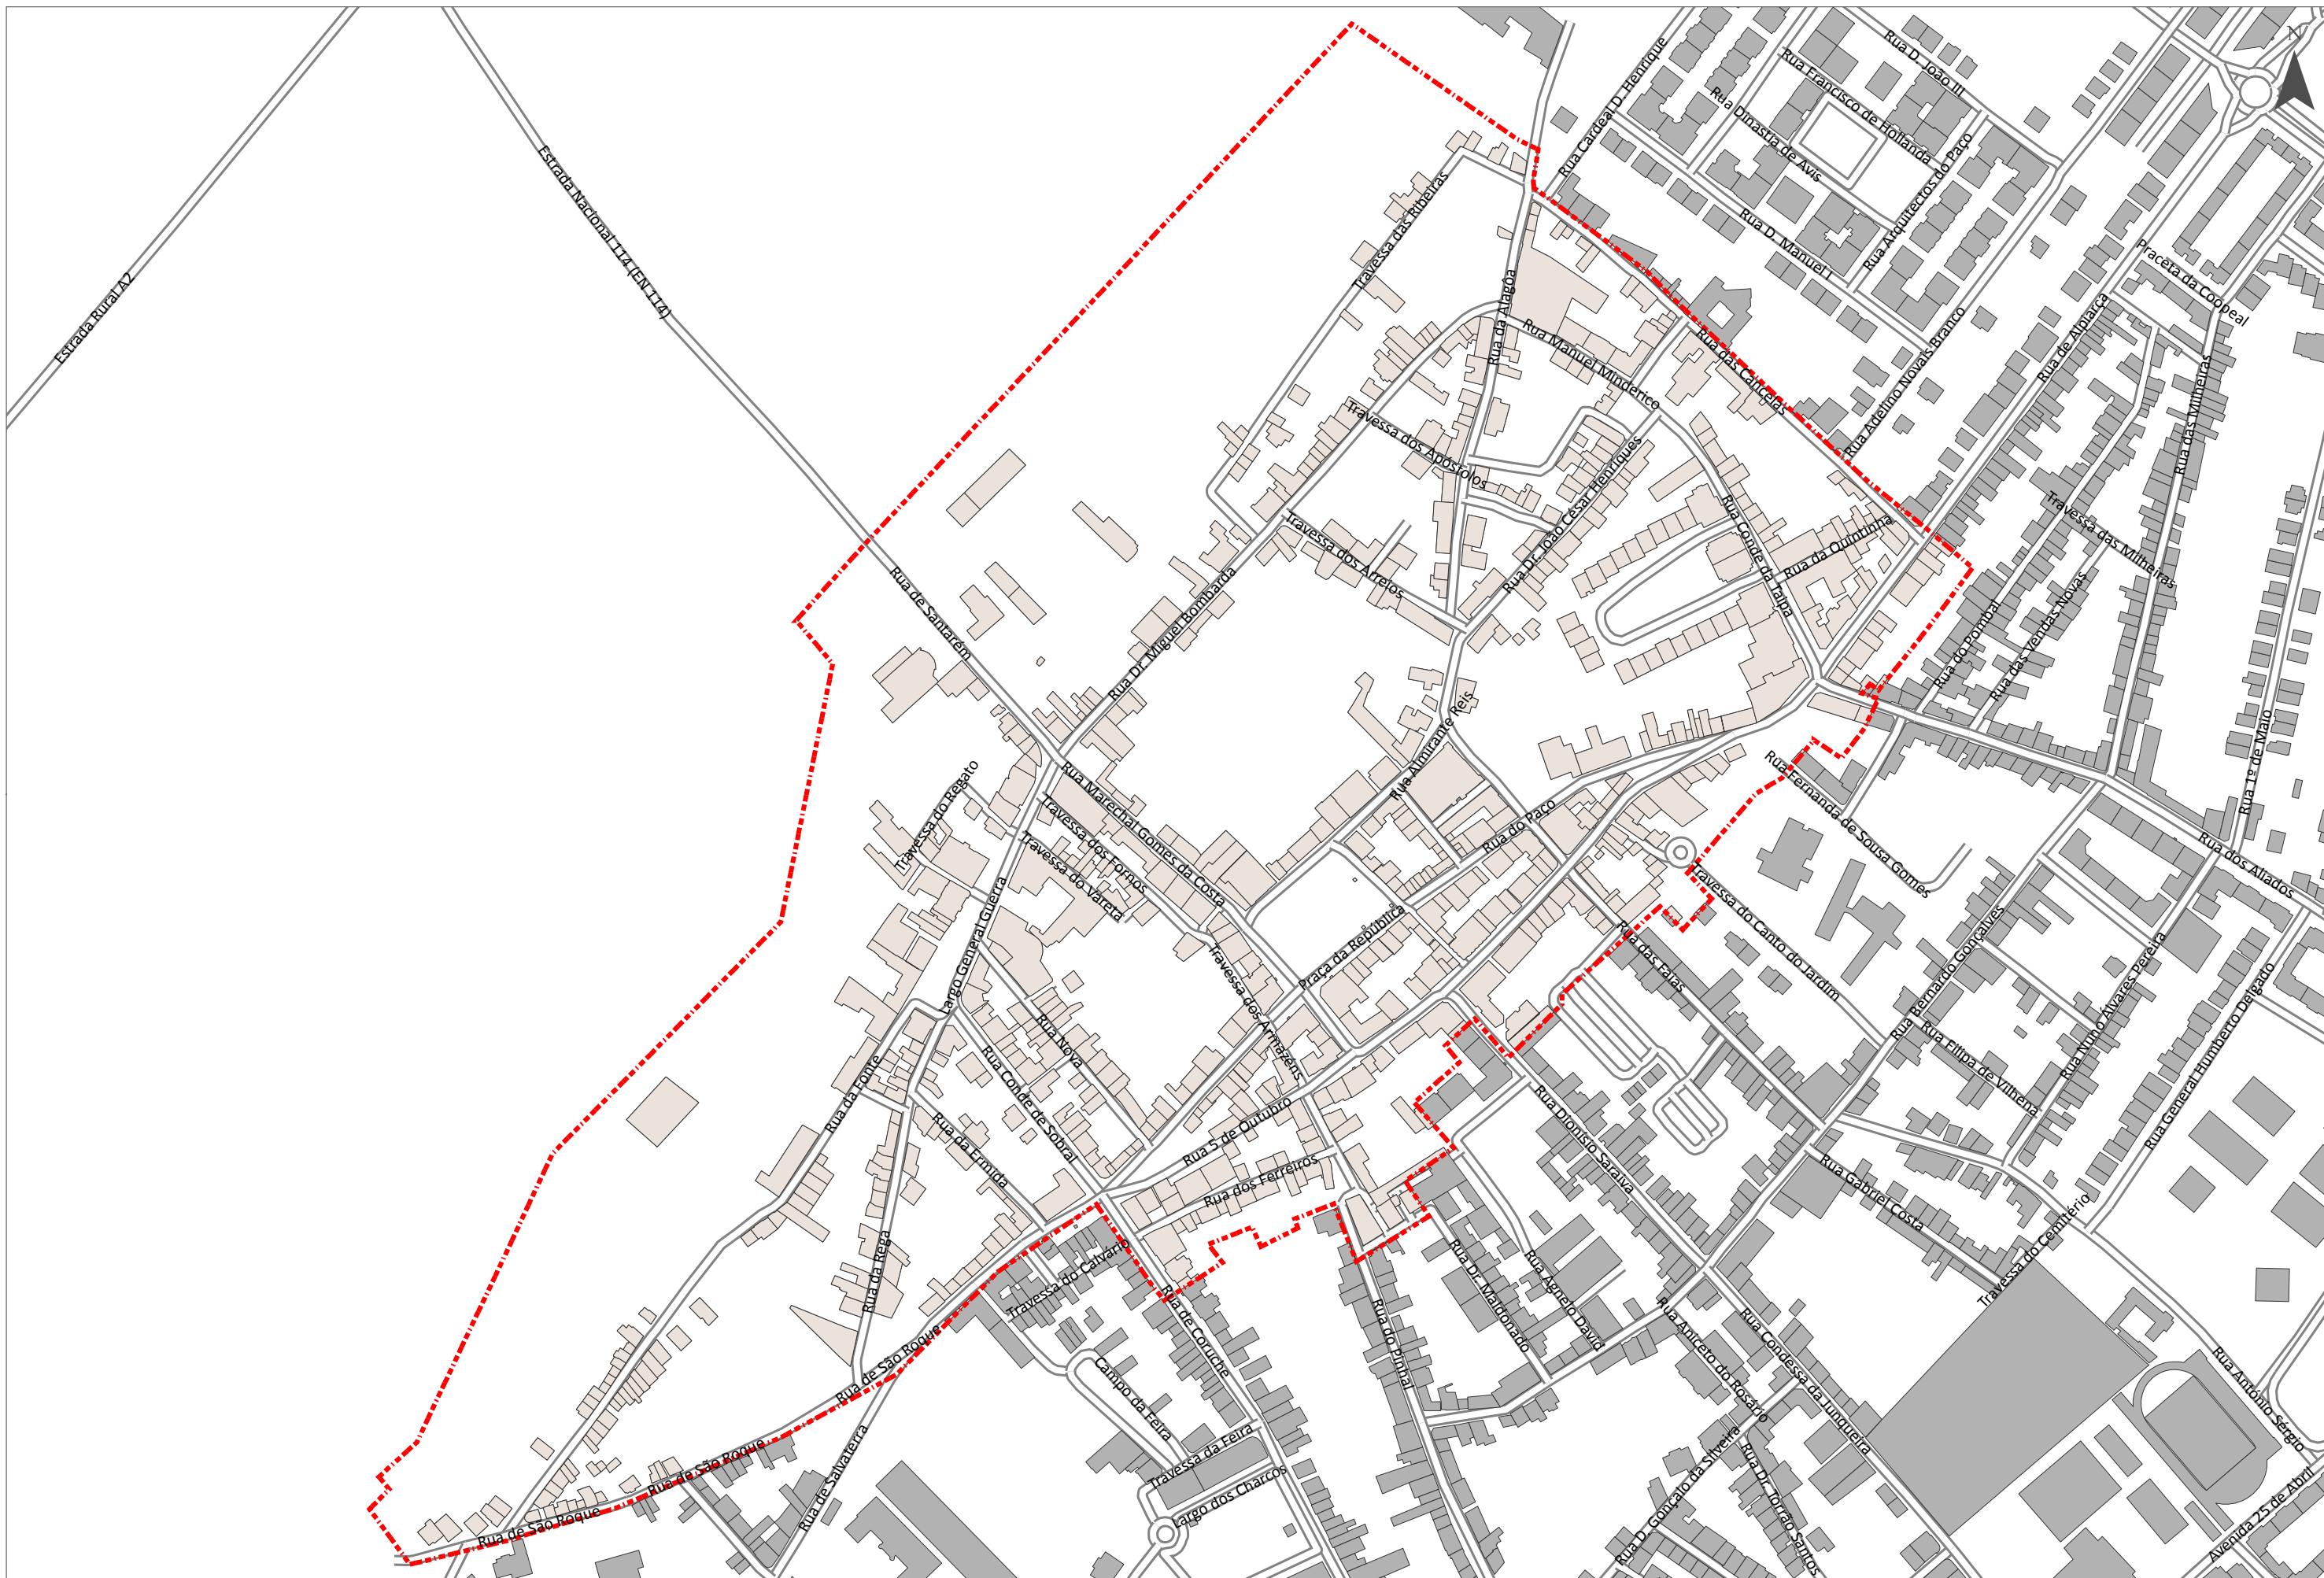 N
Rua D. João III
Rua Cardeal D. Henrique
Rua Francisco de Hollanda
Rua Dinastia de Avis
Rua Arquitectos do Paço
Rua D. Manuel I
Estrada Nacional 114 (EN 114)
Estrada Rural A2
Travessa das Ribeiras
Praceta da Coopeal
Rua da Alagoa
Rua Manuel Minderico
Rua das Cancelas
Rua Adelino Novais Branco
Rua de Alpiarça
Rua das Milheiras
Travessa dos Apóstolos
Rua Dr. João César Henriques
Rua Conde da Taipa
Rua da Quintinha
Travessa das Milheiras
Travessa dos Arrelos
Rua de Santarém
Rua Dr. Miguel Bombarda
Rua do Pombal
Rua das Vendas Novas
Rua 1º de Maio
Rua Almirante Reis
Rua Fernanda de Sousa Gomes
Travessa do Regato
Rua Marechal Gomes da Costa
Travessa dos Fornos
Travessa do Vareta
Rua do Paço
Rua dos Aliados
Travessa do Canto do Jardim
Largo General Guerra
Praça da República
Rua das Faias
Rua Bernardo Gonçalves
Travessa dos Armazéns
Rua Nova
Rua Nuno Álvares Pereira
Rua General Humberto Delgado
Rua Filipa de Vilhena
Rua da Fonte
Rua Conde de Sobral
Rua da Ermida
Rua 5 de Outubro
Rua dos Ferreiros
Rua Dionísio Saraiva
Rua Gabriel Costa
Travessa do Cemitério
Rua da Rega
Travessa do Calvário
Rua de Coruche
Rua Dr. Maldonado
Rua Agnelo David
Rua do Pinhal
Rua Aniceto do Rosário
Rua Condessa da Junqueira
Rua António Sérgio
Rua de São Roque
Campo da Feira
Rua de São Roque
Rua de Salvaterra
Travessa da Feira
Largo dos Charcos
Rua de São Roque
Rua D. Gonçalo da Silveira
Rua Dr. Jorrão Santos
Avenida 25 de Abril